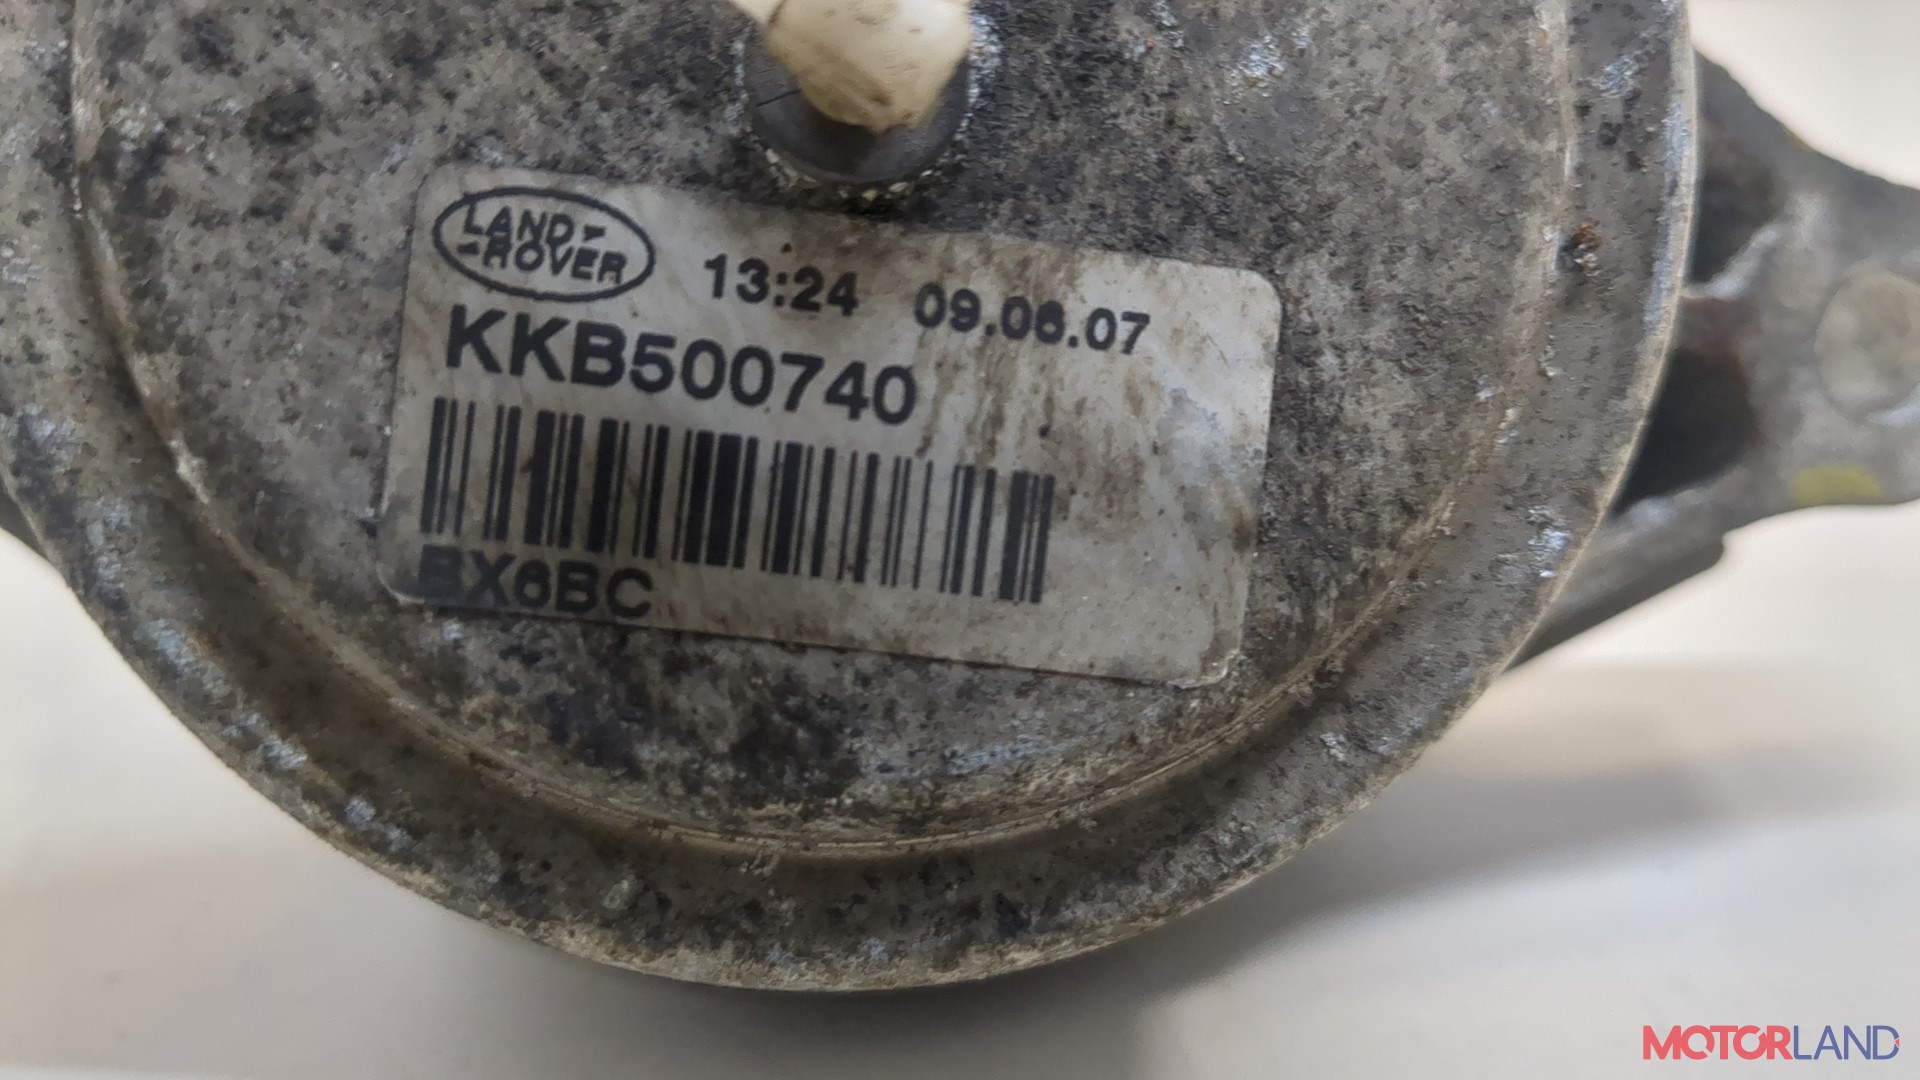 LAND-
-ROVER
13:24 09.06.07
KKB500740
BX6BC
MOTORLAND